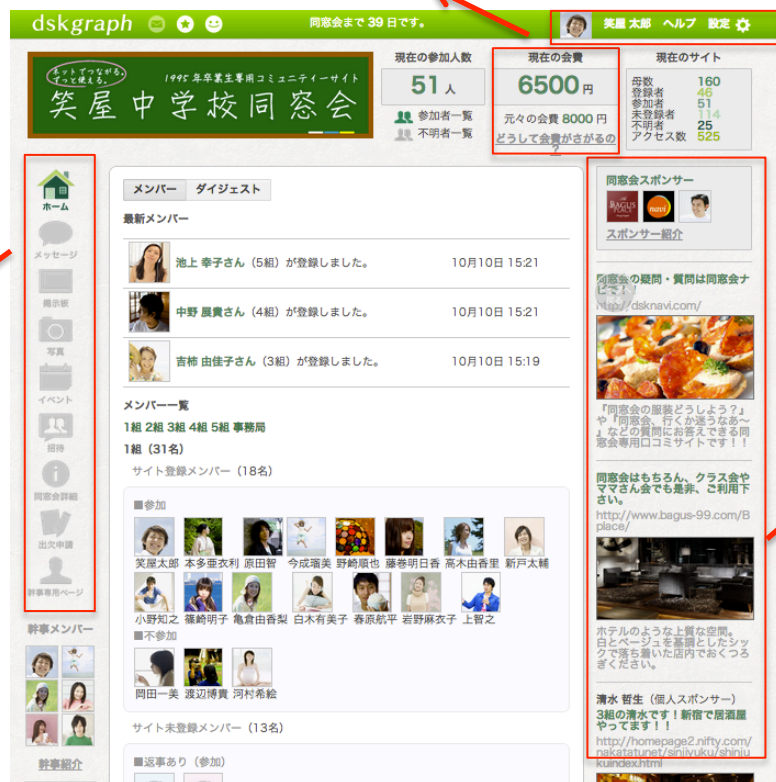 dskgraph
同窓会まで 39 日です。
笑屋 太郎 ヘルプ 設定
ネットでつながる。
ずっと使える。
1995 年卒業生専用コミュニティーサイト
笑屋中学校同窓会
現在の参加人数
51 人
参加者一覧
不明者一覧
現在の会費
6500 円
元々の会費 8000 円
どうして会費がさがるの
?
現在のサイト
母数 160
登録者 46
参加者 51
未登録者 114
不明者 25
アクセス数 525
ホーム
メッセージ
掲示板
写真
イベント
招待
同窓会詳細
出欠申請
幹事専用ページ
幹事メンバー
幹事紹介
メンバー ダイジェスト
最新メンバー
池上 幸子さん（5組）が登録しました。 10月10日 15:21
中野 展貴さん（4組）が登録しました。 10月10日 15:21
吉柿 由佳子さん（3組）が登録しました。 10月10日 15:19
メンバー一覧
1組 2組 3組 4組 5組 事務局
1組（31名）
サイト登録メンバー（18名）
■参加
笑屋太郎 本多亜衣利 原田智 今成瑠美 野崎順也 藤巻明日香 高木由香里 新戸太輔
小野知之 篠崎明子 亀倉由香梨 白木有美子 春原航平 岩野麻衣子 上智之
■不参加
岡田一美 渡辺博貴 河村希絵
サイト未登録メンバー（13名）
■返事あり（参加）
同窓会スポンサー
BAGUS
PLACE
navi
スポンサー紹介
同窓会の疑問・質問は同窓会ナ
ビで！
http://dsknavi.com/
『同窓会の服装どうしよう？』
や『同窓会、行くか迷うなあ〜
』などの質問にお答えできる同
窓会専用口コミサイトです！！
同窓会はもちろん、クラス会や
ママさん会でも是非、ご利用下
さい。
http://www.bagus-99.com/B
place/
ホテルのような上質な空間。
白とベージュを基調としたシッ
クで落ち着いた店内でおくつろ
ぎください。
清水 哲生（個人スポンサー）
3組の清水です！新宿で居酒屋
やってます！！
http://homepage2.nifty.com/
nakatatunet/sinjyuku/shinju
kuindex.html